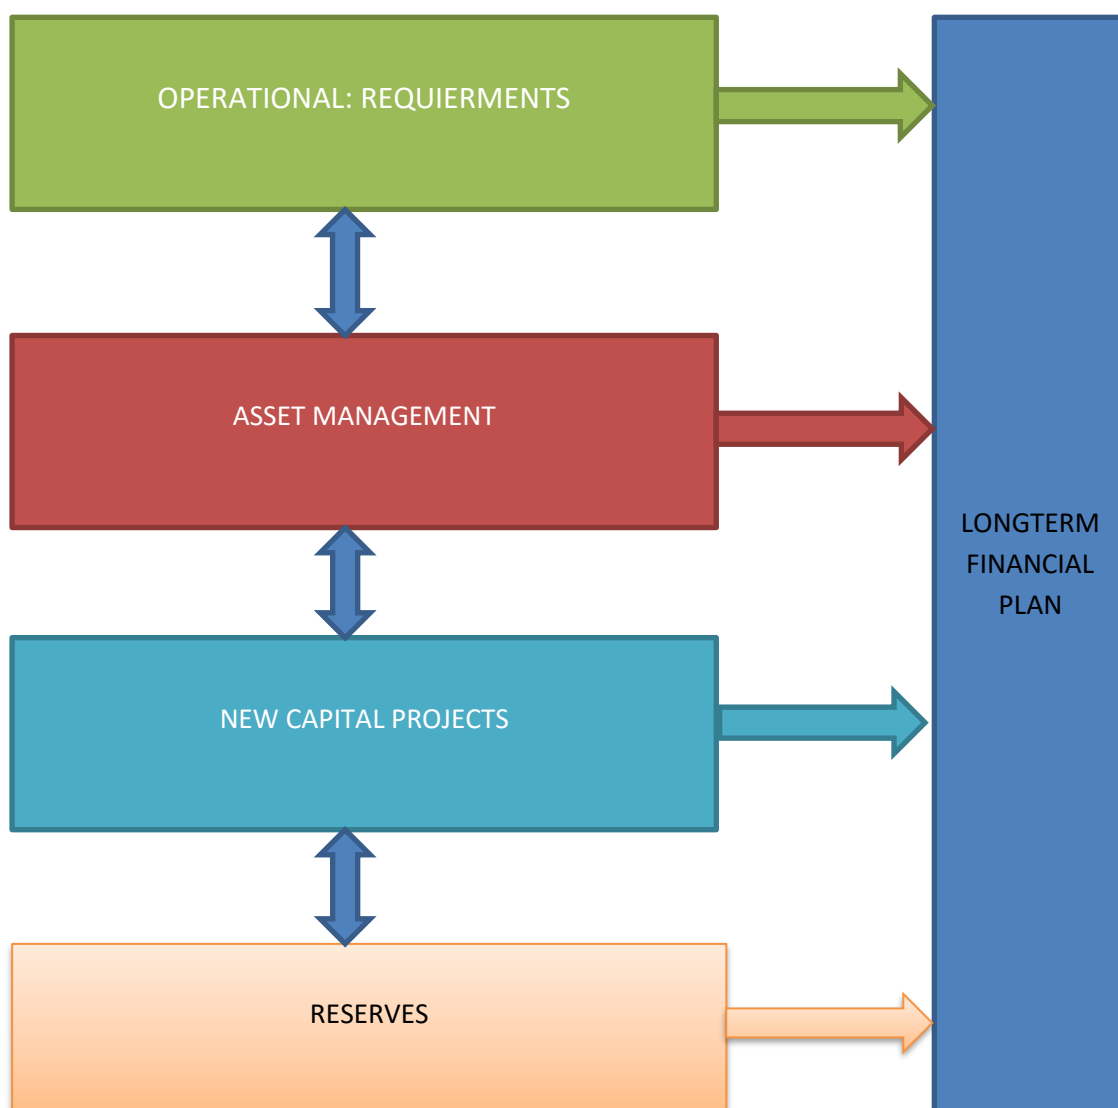 OPERATIONAL: REQUIERMENTS
ASSET MANAGEMENT
NEW CAPITAL PROJECTS
RESERVES
LONGTERM
FINANCIAL
PLAN